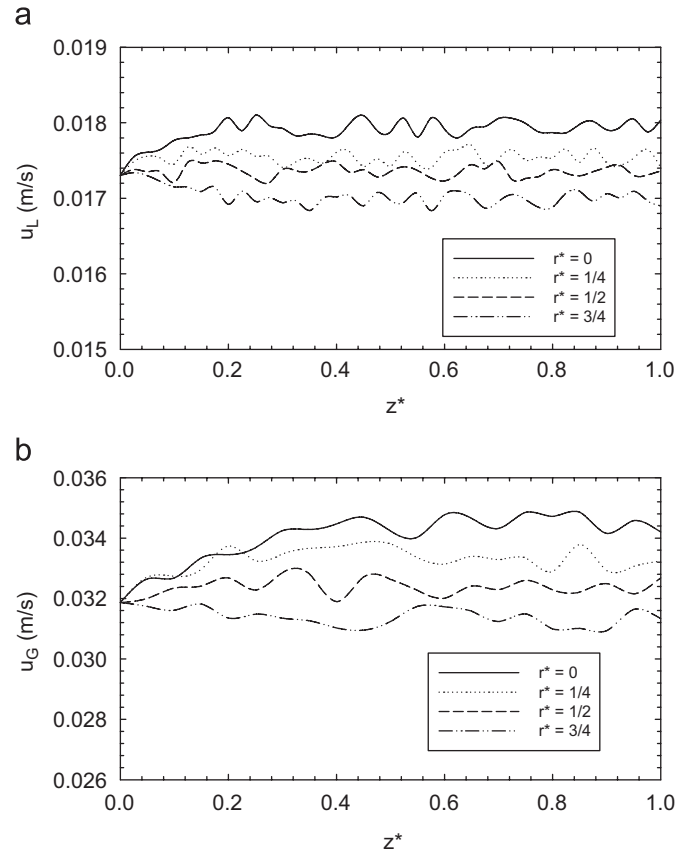 a
0.019
0.018
0.017
0.016
0.015
u_L (m/s)
r* = 0
r* = 1/4
r* = 1/2
r* = 3/4
0.0 0.2 0.4 0.6 0.8 1.0
z*
b
0.036
0.034
0.032
0.030
0.028
0.026
u_G (m/s)
r* = 0
r* = 1/4
r* = 1/2
r* = 3/4
0.0 0.2 0.4 0.6 0.8 1.0
z*